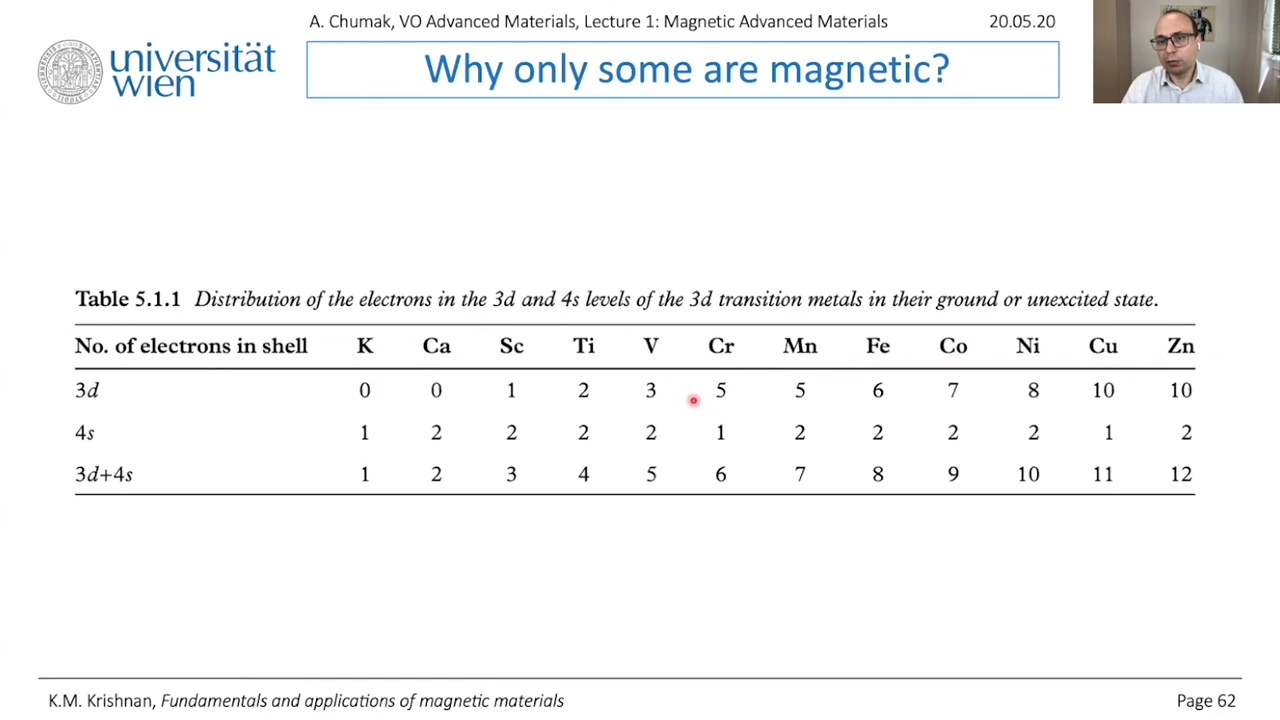 A. Chumak, VO Advanced Materials, Lecture 1: Magnetic Advanced Materials 20.05.20
universität
wien
Why only some are magnetic?
Table 5.1.1 Distribution of the electrons in the 3d and 4s levels of the 3d transition metals in their ground or unexcited state.
No. of electrons in shell K Ca Sc Ti V Cr Mn Fe Co Ni Cu Zn
3d 0 0 1 2 3 5 5 6 7 8 10 10
4s 1 2 2 2 2 1 2 2 2 2 1 2
3d+4s 1 2 3 4 5 6 7 8 9 10 11 12
K.M. Krishnan, Fundamentals and applications of magnetic materials Page 62